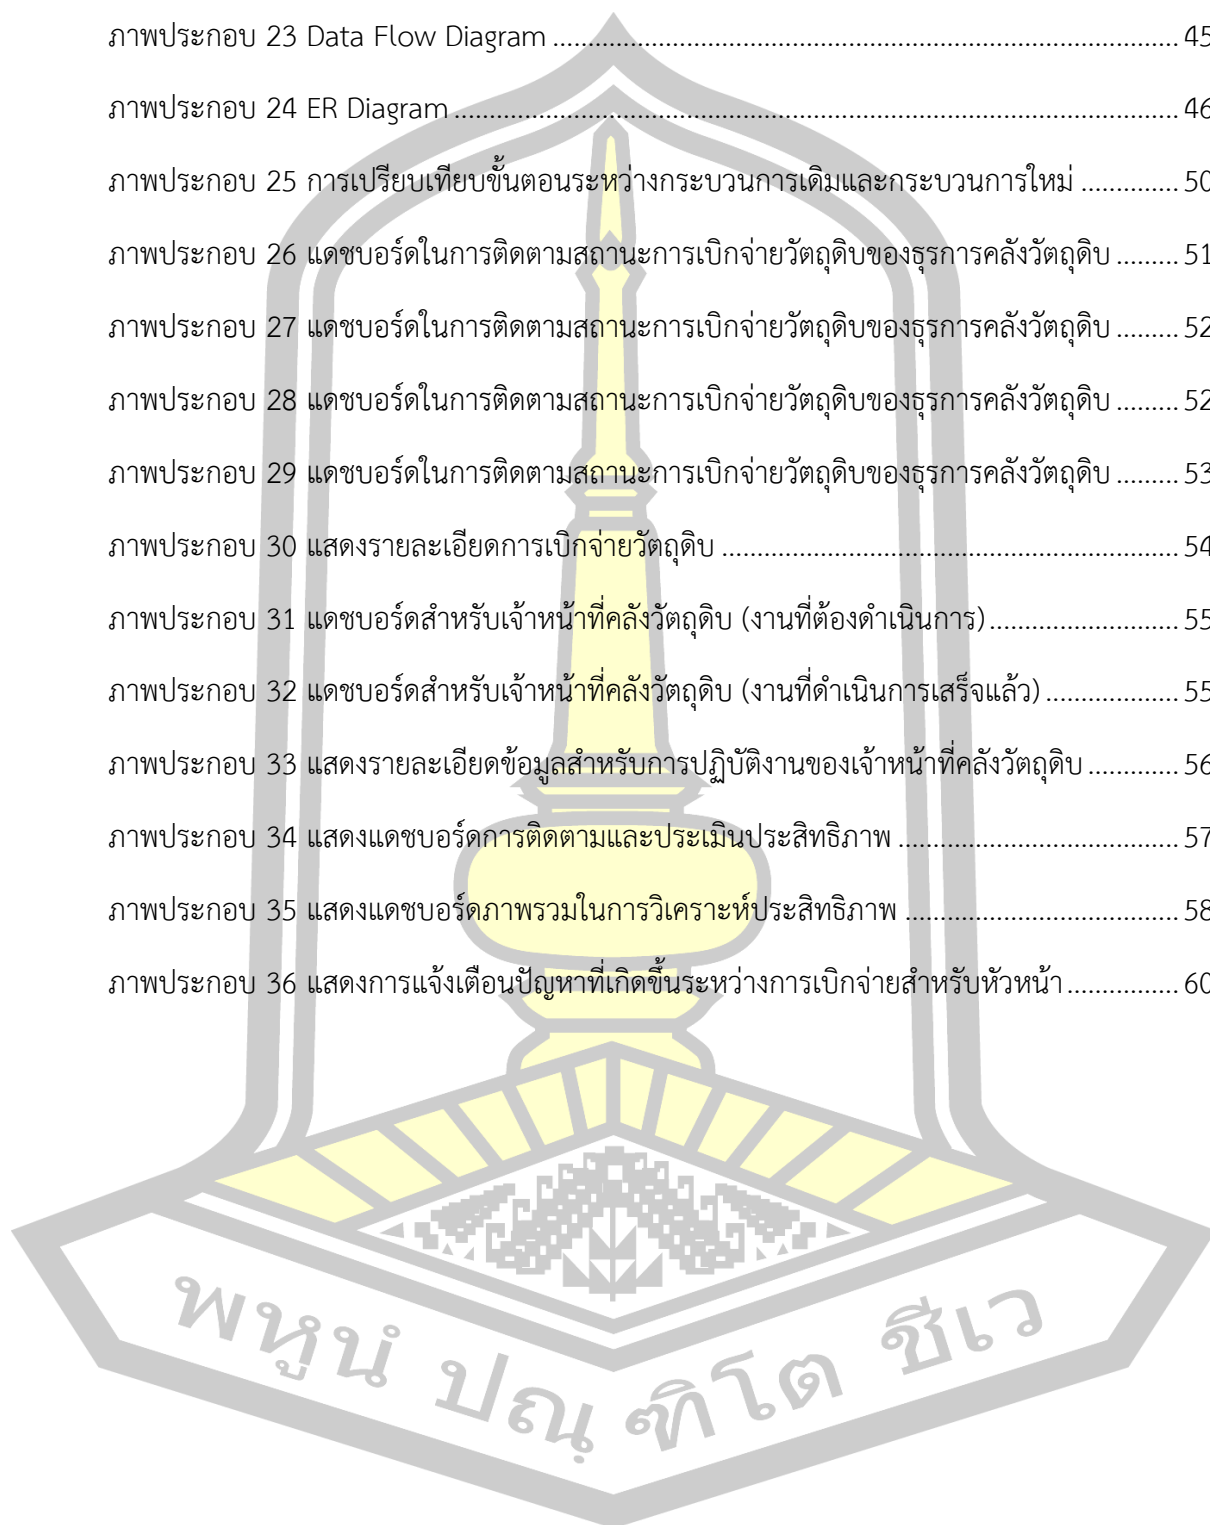 ภาพประกอบ 23 Data Flow Diagram ........................................................................................ 45
ภาพประกอบ 24 ER Diagram ........................................................................................ 46
ภาพประกอบ 25 การเปรียบเทียบขั้นตอนระหว่างกระบวนการเดิมและกระบวนการใหม่ .............. 50
ภาพประกอบ 26 แดชบอร์ดในการติดตามสถานะการเบิกจ่ายวัตถุดิบของธุรการคลังวัตถุดิบ ......... 51
ภาพประกอบ 27 แดชบอร์ดในการติดตามสถานะการเบิกจ่ายวัตถุดิบของธุรการคลังวัตถุดิบ ......... 52
ภาพประกอบ 28 แดชบอร์ดในการติดตามสถานะการเบิกจ่ายวัตถุดิบของธุรการคลังวัตถุดิบ ......... 52
ภาพประกอบ 29 แดชบอร์ดในการติดตามสถานะการเบิกจ่ายวัตถุดิบของธุรการคลังวัตถุดิบ ......... 53
ภาพประกอบ 30 แสดงรายละเอียดการเบิกจ่ายวัตถุดิบ ................................................................ 54
ภาพประกอบ 31 แดชบอร์ดสำหรับเจ้าหน้าที่คลังวัตถุดิบ (งานที่ต้องดำเนินการ) ........................... 55
ภาพประกอบ 32 แดชบอร์ดสำหรับเจ้าหน้าที่คลังวัตถุดิบ (งานที่ดำเนินการเสร็จแล้ว) ................... 55
ภาพประกอบ 33 แสดงรายละเอียดข้อมูลสำหรับการปฏิบัติงานของเจ้าหน้าที่คลังวัตถุดิบ ............. 56
ภาพประกอบ 34 แสดงแดชบอร์ดการติดตามและประเมินประสิทธิภาพ ........................................ 57
ภาพประกอบ 35 แสดงแดชบอร์ดภาพรวมในการวิเคราะห์ประสิทธิภาพ ....................................... 58
ภาพประกอบ 36 แสดงการแจ้งเตือนปัญหาที่เกิดขึ้นระหว่างการเบิกจ่ายสำหรับหัวหน้า ................ 60
พหูนํ ปณฺฑิโต ชีเว